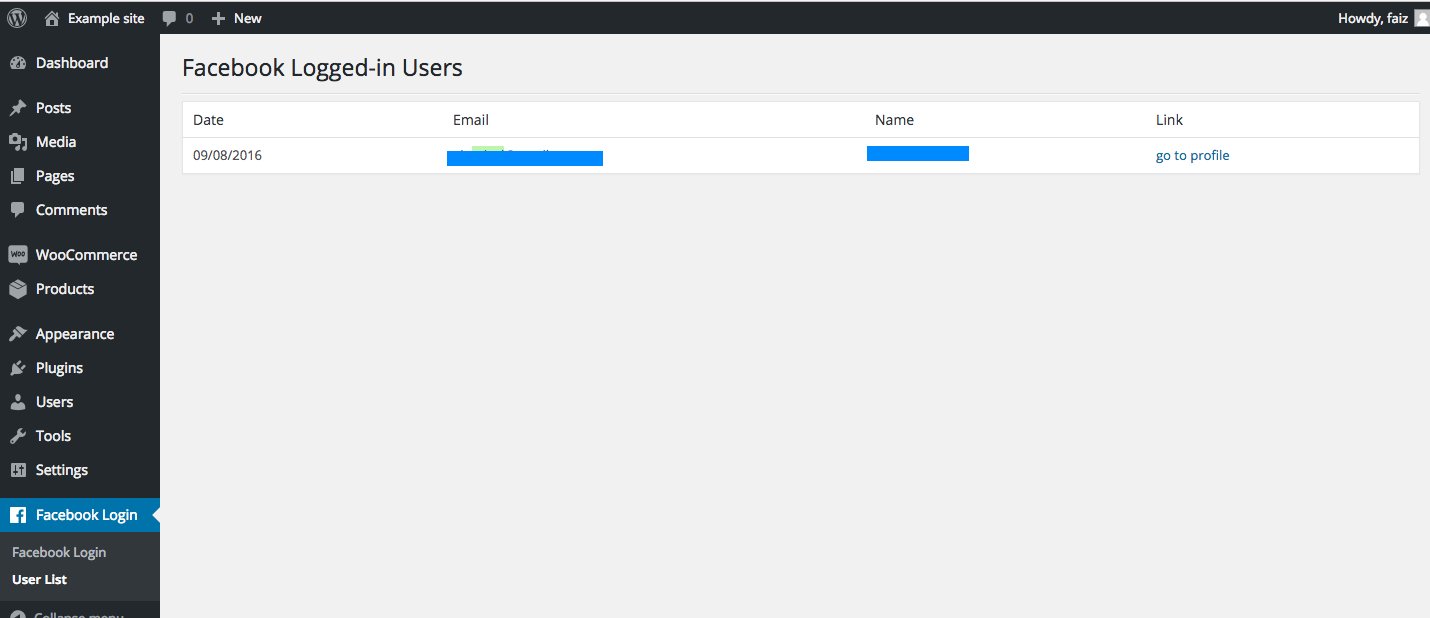 Example site 0 New Howdy, faiz
Dashboard
Posts
Media
Pages
Comments
WOO WooCommerce
Products
Appearance
Plugins
Users
Tools
Settings
Facebook Login
Facebook Login
User List
Collapse menu
Facebook Logged-in Users
Date Email Name Link
09/08/2016 go to profile